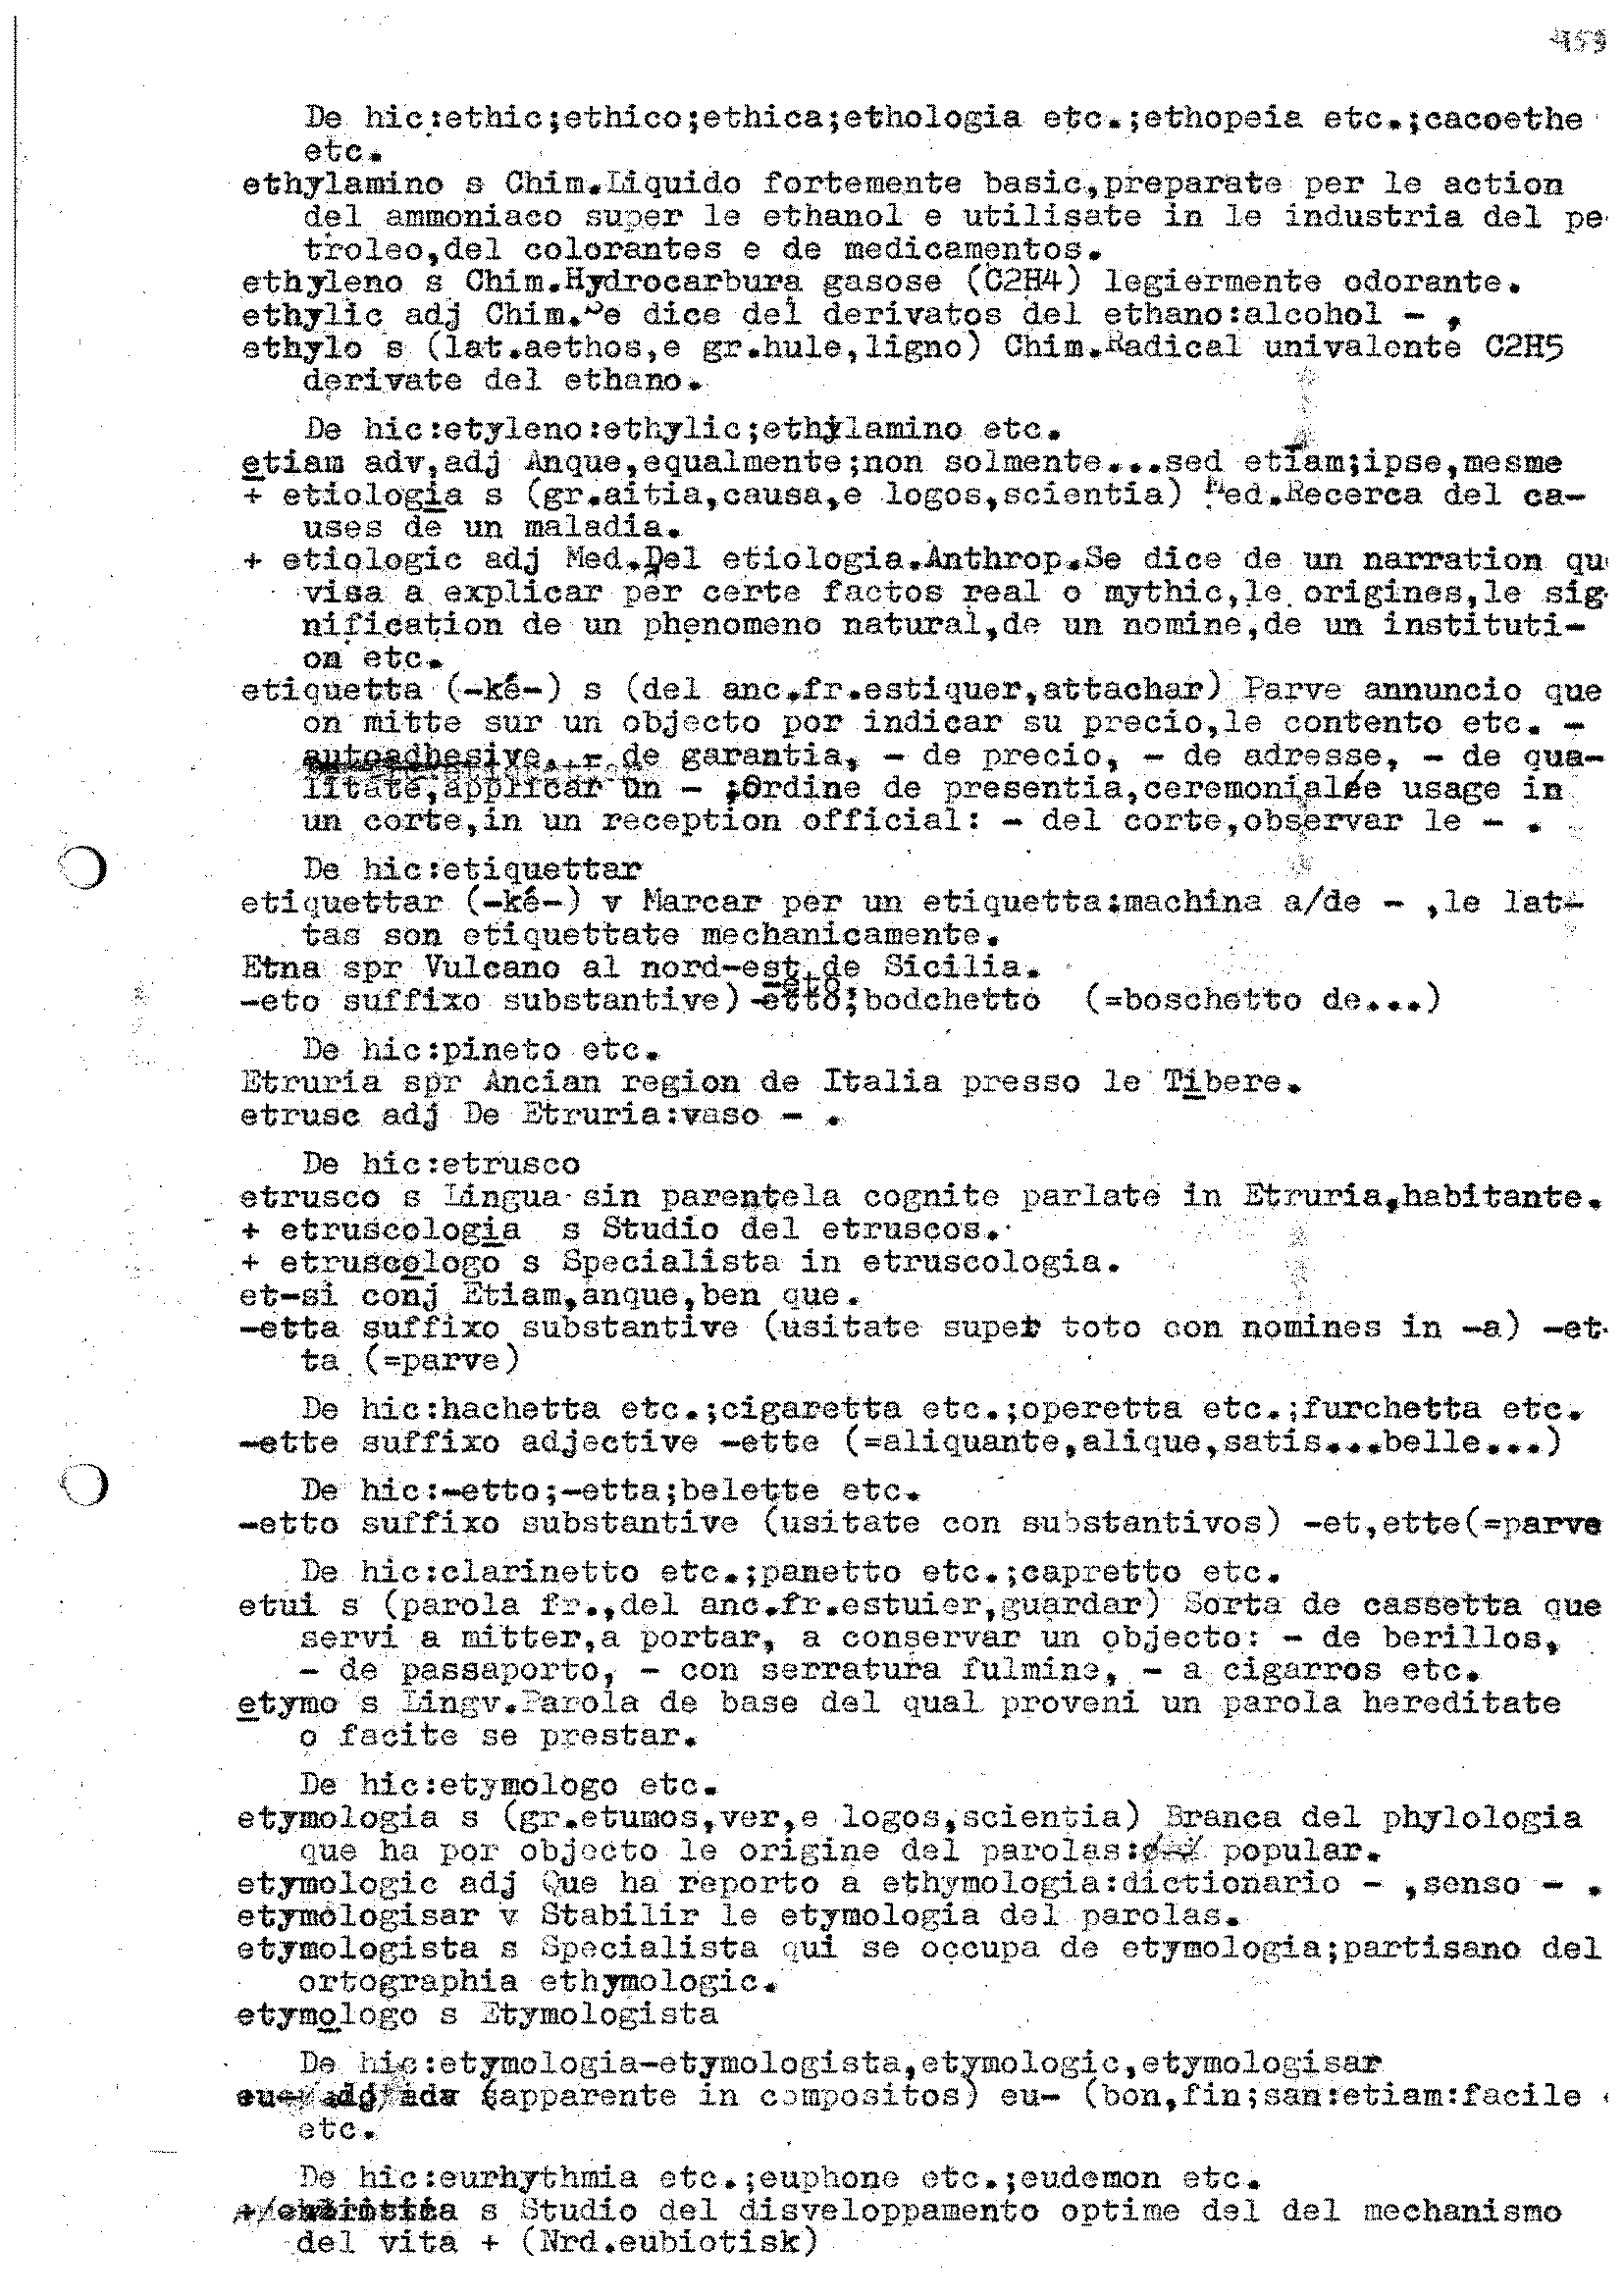 459
De hic:ethic;ethico;ethica;ethologia etc.;ethopeia etc.;cacoethe
etc.
ethylamino s Chim.Liquido fortemente basic,preparate per le action
del ammoniaco super le ethanol e utilisate in le industria del pe
troleo,del colorantes e de medicamentos.
ethyleno s Chim.Hydrocarbura gasose (C2H4) legiermente odorante.
ethylic adj Chim.Se dice del derivatos del ethano:alcohol - ,
ethylo s (lat.aethos,e gr.hule,ligno) Chim.Radical univalente C2H5
derivate del ethano.
De hic:etyleno:ethylic;ethylamino etc.
etiam adv,adj Anque,equalmente;non solmente...sed etiam;ipse,mesme
+ etiologia s (gr.aitia,causa,e logos,scientia) Med.Recerca del ca-
uses de un maladia.
+ etiologic adj Med.Del etiologia.Anthrop.Se dice de un narration qu
visa a explicar per certe factos real o mythic,le origines,le sig
nification de un phenomeno natural,de un nomine,de un instituti-
on etc.
etiquetta (-ké-) s (del anc.fr.estiquer,attachar) Parve annuncio que
on mitte sur un objecto por indicar su precio,le contento etc. -
autoadhesive, - de garantia, - de precio, - de adresse, - de qua-
litate,applicar un - ;Ordine de presentia,ceremonial e usage in
un corte,in un reception official: - del corte,observar le - .
De hic:etiquettar
etiquettar (-ké-) v Marcar per un etiquetta:machina a/de - ,le lat-
tas son etiquettate mechanicamente.
Etna spr Vulcano al nord-est de Sicilia.
-eto suffixo substantive) -etto;bodchetto (=boschetto de...)
De hic:pineto etc.
Etruria spr Ancian region de Italia presso le Tibere.
etrusc adj De Etruria:vaso - .
De hic:etrusco
etrusco s Lingua sin parentela cognite parlate in Etruria,habitante.
+ etruscologia s Studio del etruscos.
+ etruscologo s Specialista in etruscologia.
et-si conj Etiam,anque,ben que.
-etta suffixo substantive (usitate super toto con nomines in -a) -et
ta (=parve)
De hic:hachetta etc.;cigaretta etc.;operetta etc.;furchetta etc.
-ette suffixo adjective -ette (=aliquante,alique,satis...belle...)
De hic:-etto;-etta;belette etc.
-etto suffixo substantive (usitate con substantivos) -et,ette(=parve
De hic:clarinetto etc.;panetto etc.;capretto etc.
etui s (parola fr.,del anc.fr.estuier,guardar) Sorta de cassetta que
servi a mitter,a portar, a conservar un objecto: - de berillos,
- de passaporto, - con serratura fulmine, - a cigarros etc.
etymo s Lingv.Parola de base del qual proveni un parola hereditate
o facite se prestar.
De hic:etymologo etc.
etymologia s (gr.etumos,ver,e logos,scientia) Branca del phylologia
que ha por objecto le origine del parolas: popular.
etymologic adj Que ha reporto a ethymologia:dictionario - ,senso - .
etymologisar v Stabilir le etymologia del parolas.
etymologista s Specialista qui se occupa de etymologia;partisano del
ortographia ethymologic.
etymologo s Etymologista
De hic:etymologia-etymologista,etymologic,etymologisar
eu- (apparente in compositos) eu- (bon,fin;san:etiam:facile
etc.
De hic:eurhythmia etc.;euphone etc.;eudemon etc.
s Studio del disveloppamento optime del del mechanismo
del vita + (Nrd.eubiotisk)